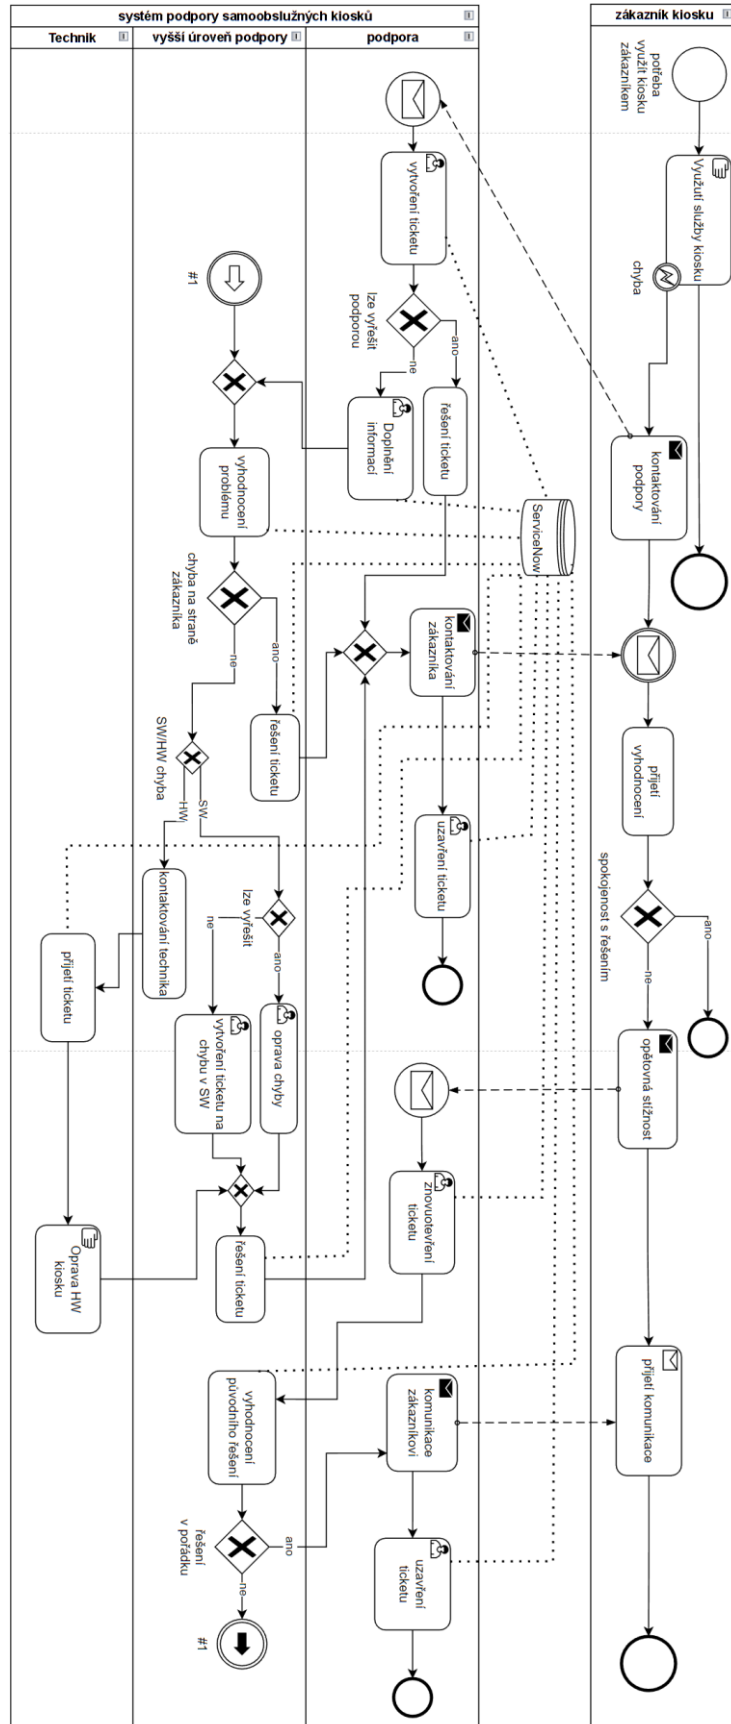 systém podpory samoobslužných kiosků
Technik
vyšší úroveň podpory
podpora
zákazník kiosku
potřeba
využít kiosku
zákazníkem
Využutí služby kiosku
chyba
kontaktování
podpory
přijetí
vyhodnocení
spokojenost s řešením
ano
ne
opětovná stížnost
přijetí komunikace
vytvoření ticketu
lze vyřešit
podporou
ano
ne
řešení ticketu
Doplnění
informací
ServiceNow
kontaktování
zákazníka
uzavření ticketu
znovuotevření
ticketu
komunikace
zákazníkovi
uzavření
ticketu
#1
vyhodnocení
problému
chyba na straně
zákazníka
ano
ne
řešení ticketu
SW/HW chyba
SW
HW
lze vyřešit
ano
ne
oprava chyby
vytvoření ticketu na
chybu v SW
kontaktování technika
řešení ticketu
vyhodnocení
původního řešení
řešení
v pořádku
ano
ne
#1
přijetí ticketu
Oprava HW
kiosku